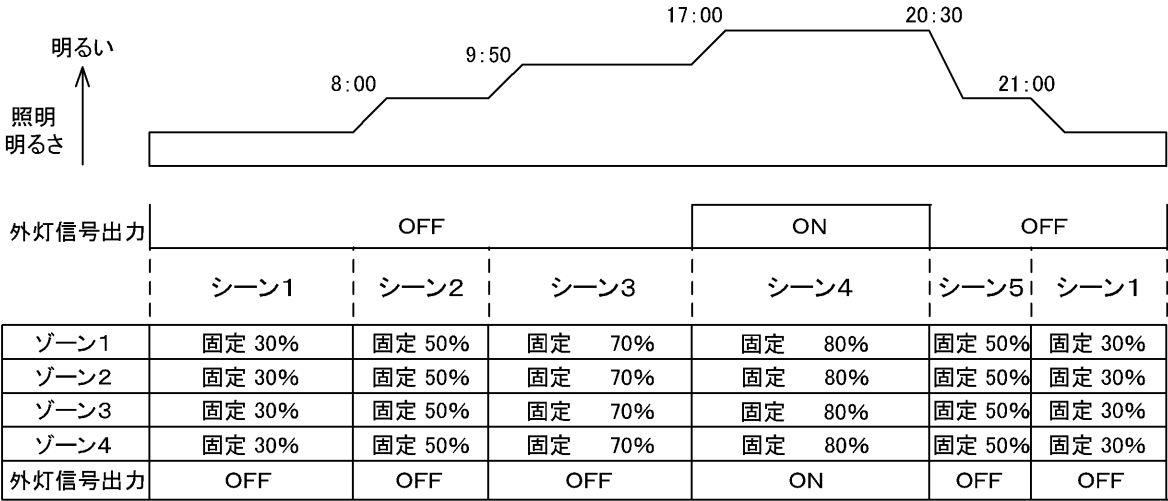 17:00
20:30
明るい
9:50
8:00
21:00
照明
明るさ
外灯信号出力 OFF ON OFF
シーン1 シーン2 シーン3 シーン4 シーン5 シーン1
ゾーン1 固定 30% 固定 50% 固定 70% 固定 80% 固定 50% 固定 30%
ゾーン2 固定 30% 固定 50% 固定 70% 固定 80% 固定 50% 固定 30%
ゾーン3 固定 30% 固定 50% 固定 70% 固定 80% 固定 50% 固定 30%
ゾーン4 固定 30% 固定 50% 固定 70% 固定 80% 固定 50% 固定 30%
外灯信号出力 OFF OFF OFF ON OFF OFF